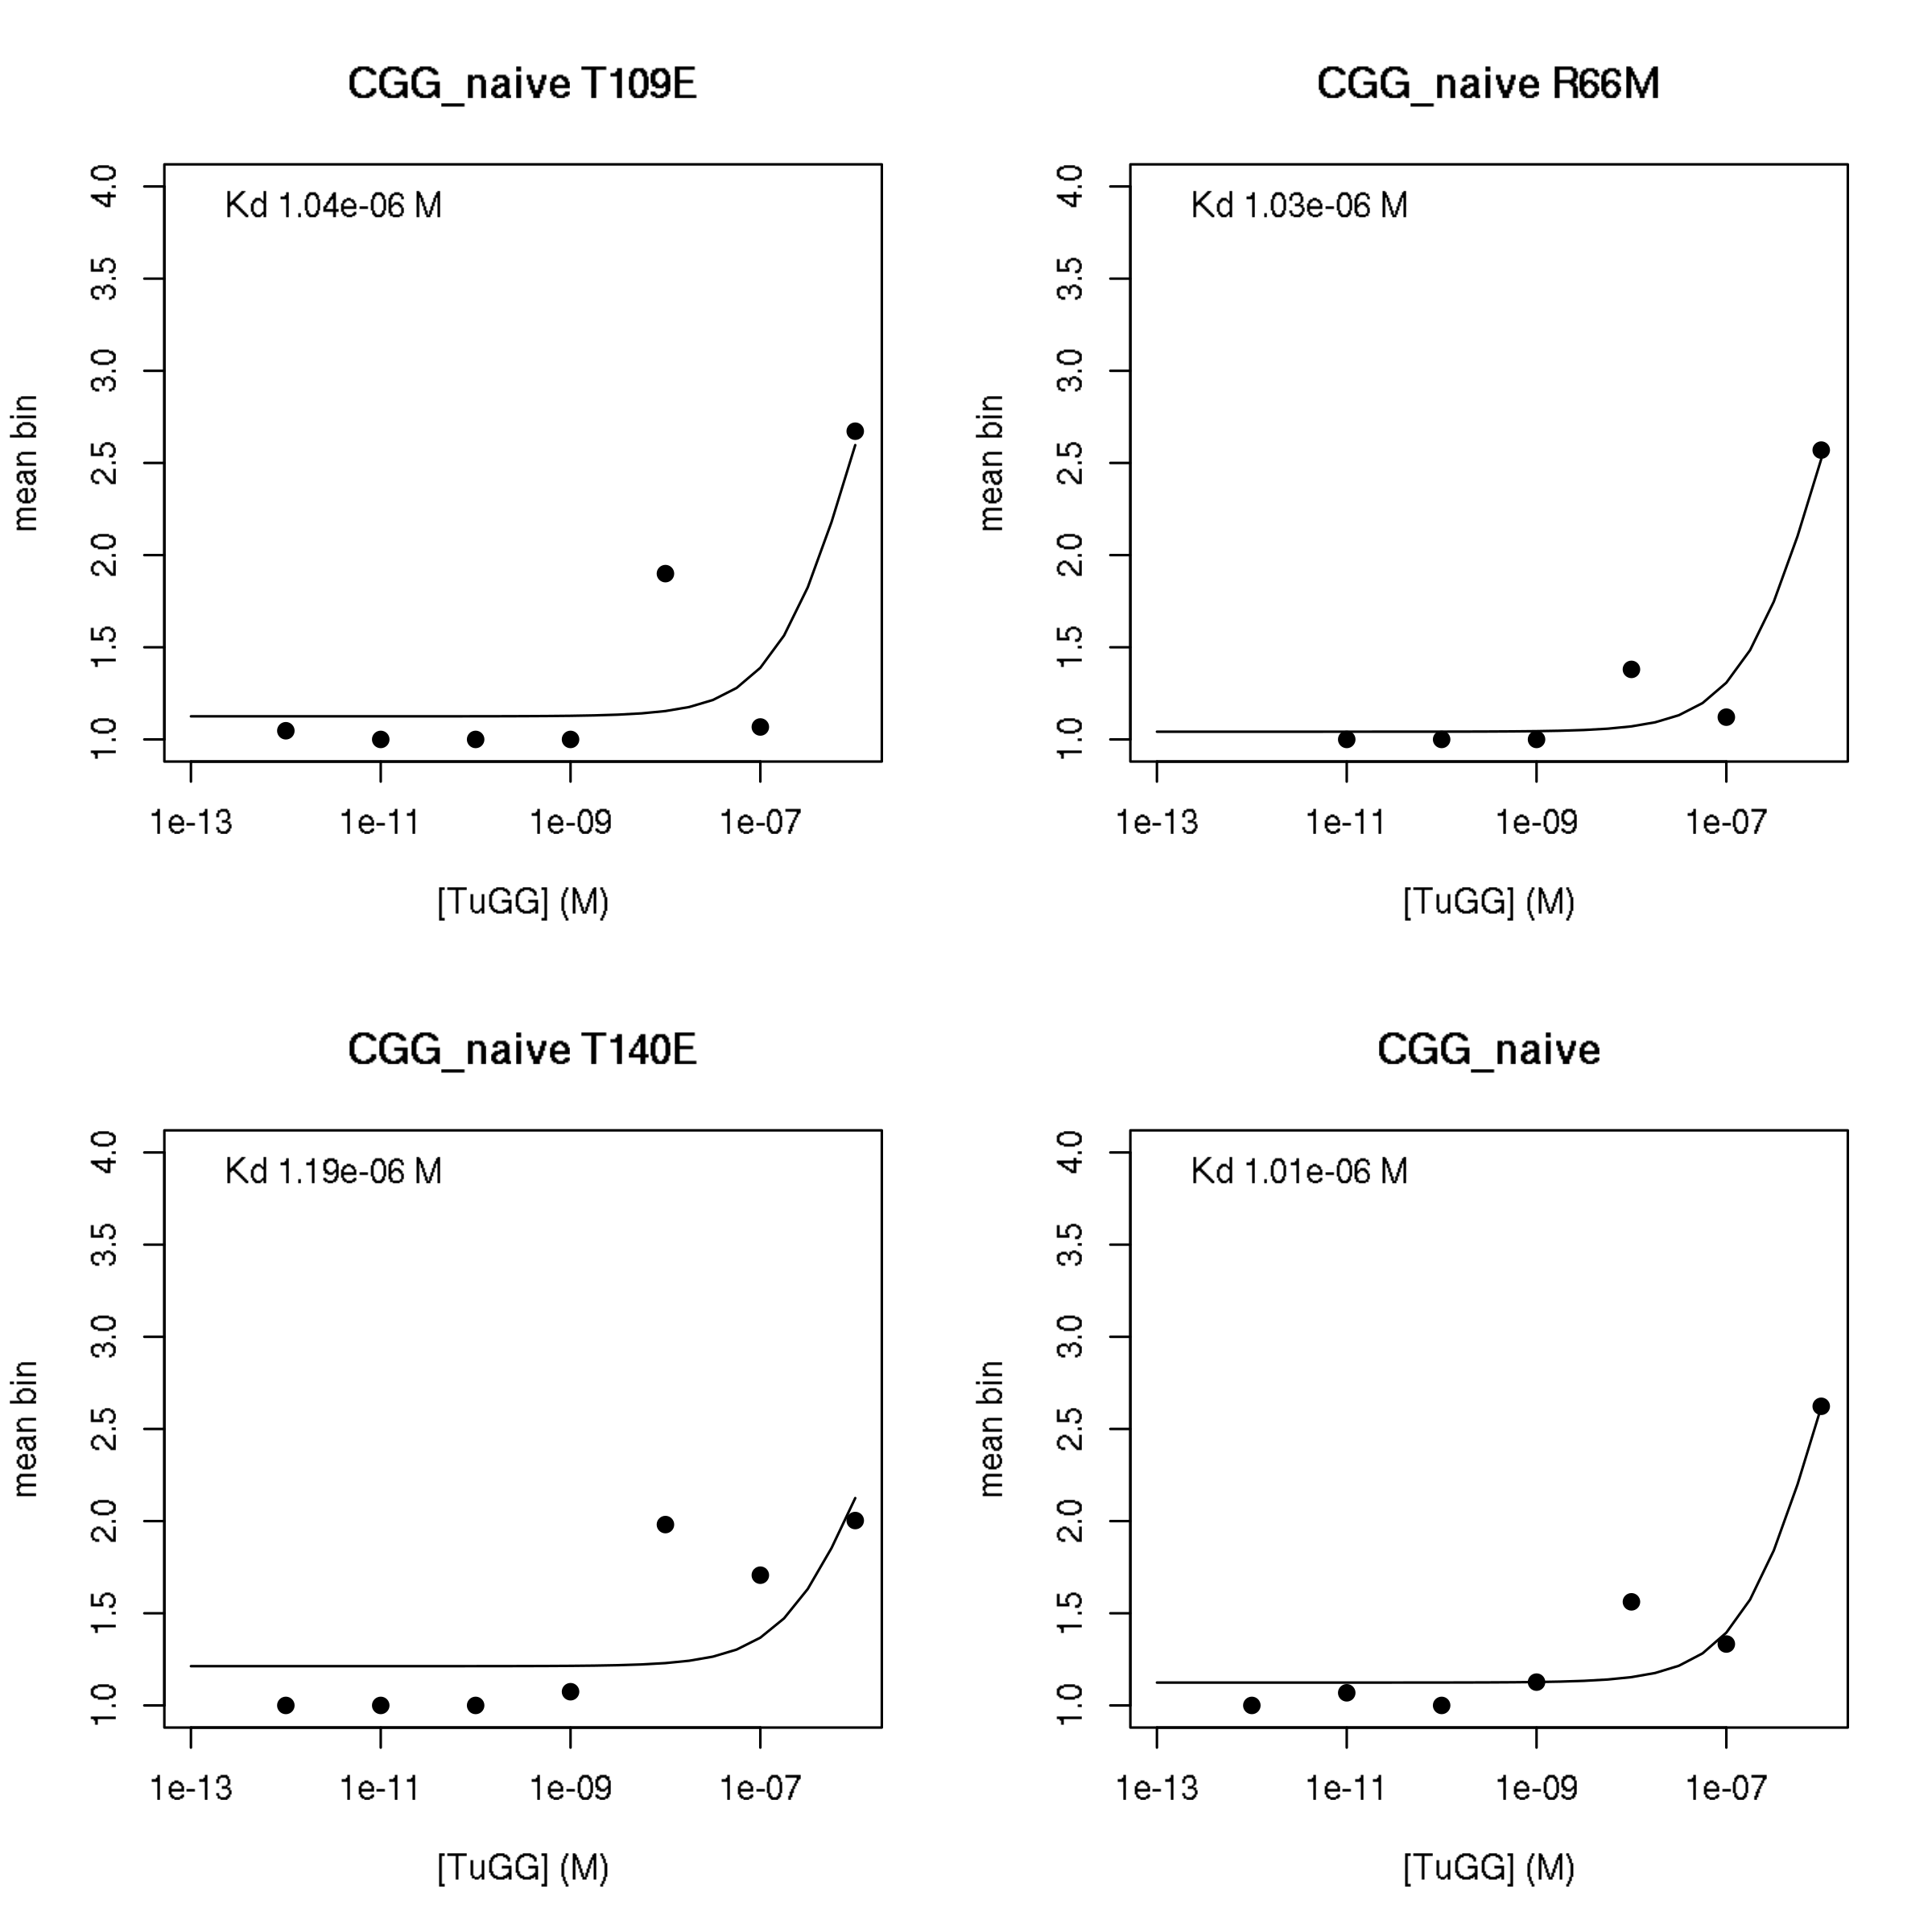 CGG_naive T109E
Kd 1.04e-06 M
mean bin
4.0
3.5
3.0
2.5
2.0
1.5
1.0
1e-13 1e-11 1e-09 1e-07
[TuGG] (M)
CGG_naive R66M
Kd 1.03e-06 M
mean bin
4.0
3.5
3.0
2.5
2.0
1.5
1.0
1e-13 1e-11 1e-09 1e-07
[TuGG] (M)
CGG_naive T140E
Kd 1.19e-06 M
mean bin
4.0
3.5
3.0
2.5
2.0
1.5
1.0
1e-13 1e-11 1e-09 1e-07
[TuGG] (M)
CGG_naive
Kd 1.01e-06 M
mean bin
4.0
3.5
3.0
2.5
2.0
1.5
1.0
1e-13 1e-11 1e-09 1e-07
[TuGG] (M)